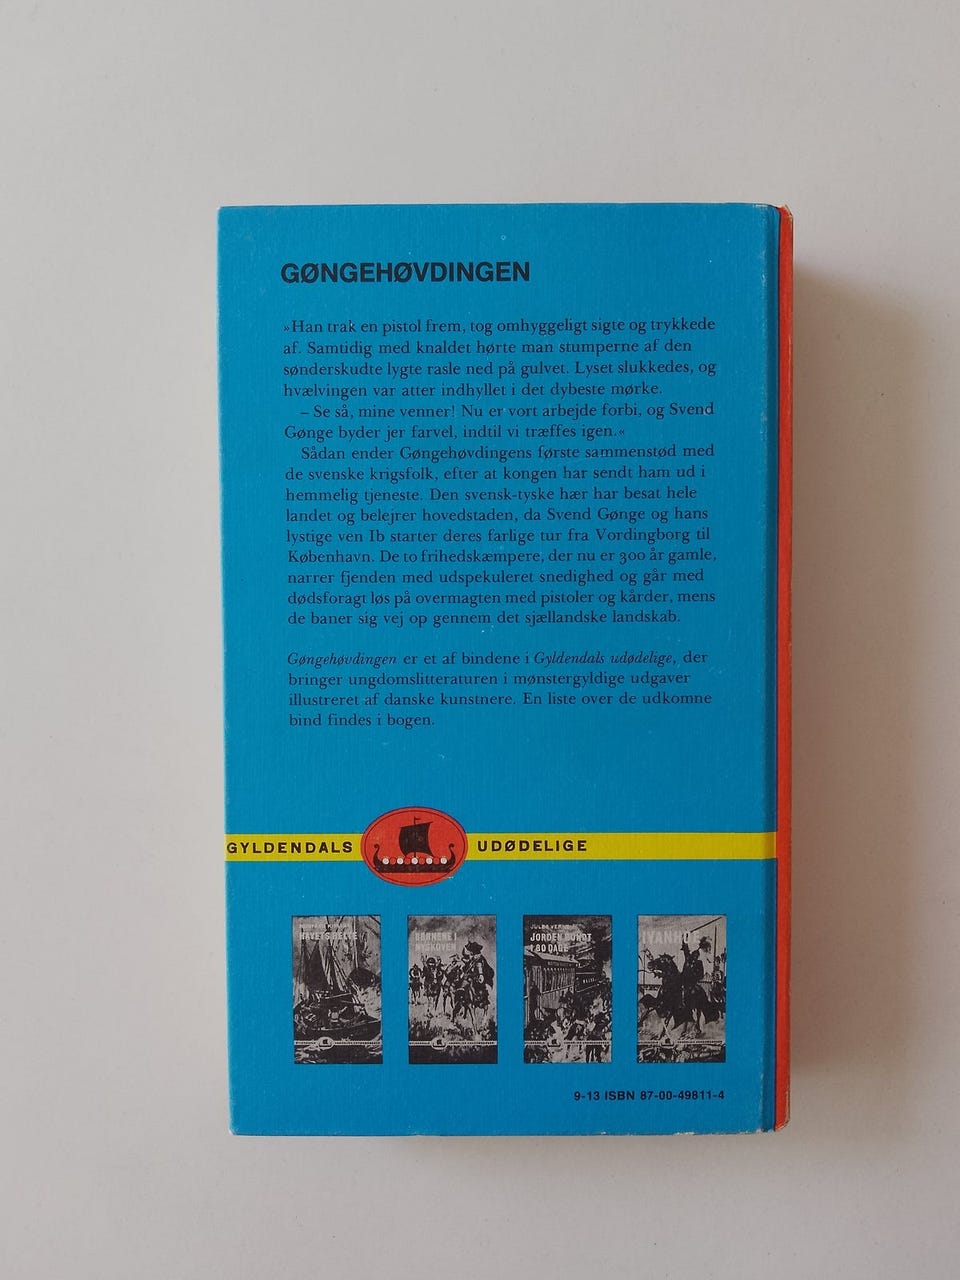 GØNGEHØVDINGEN
»Han trak en pistol frem, tog omhyggeligt sigte og trykkede
af. Samtidig med knaldet hørte man stumperne af den
sønderskudte lygte rasle ned på gulvet. Lyset slukkedes, og
hvælvingen var atter indhyllet i det dybeste mørke.
– Se så, mine venner! Nu er vort arbejde forbi, og Svend
Gønge byder jer farvel, indtil vi træffes igen.«
Sådan ender Gøngehøvdingens første sammenstød med
de svenske krigsfolk, efter at kongen har sendt ham ud i
hemmelig tjeneste. Den svensk-tyske hær har besat hele
landet og belejrer hovedstaden, da Svend Gønge og hans
lystige ven Ib starter deres farlige tur fra Vordingborg til
København. De to frihedskæmpere, der nu er 300 år gamle,
narrer fjenden med udspekuleret snedighed og går med
dødsforagt løs på overmagten med pistoler og kårder, mens
de baner sig vej op gennem det sjællandske landskab.
Gøngehøvdingen er et af bindene i Gyldendals udødelige, der
bringer ungdomslitteraturen i mønstergyldige udgaver
illustreret af danske kunstnere. En liste over de udkomne
bind findes i bogen.
GYLDENDALS UDØDELIGE
HAVETS HELTE
BØRNENE I
NYSKOVEN
JULES VERNE
JORDEN RUNDT
I 80 DAGE
IVANHOE
9-13 ISBN 87-00-49811-4